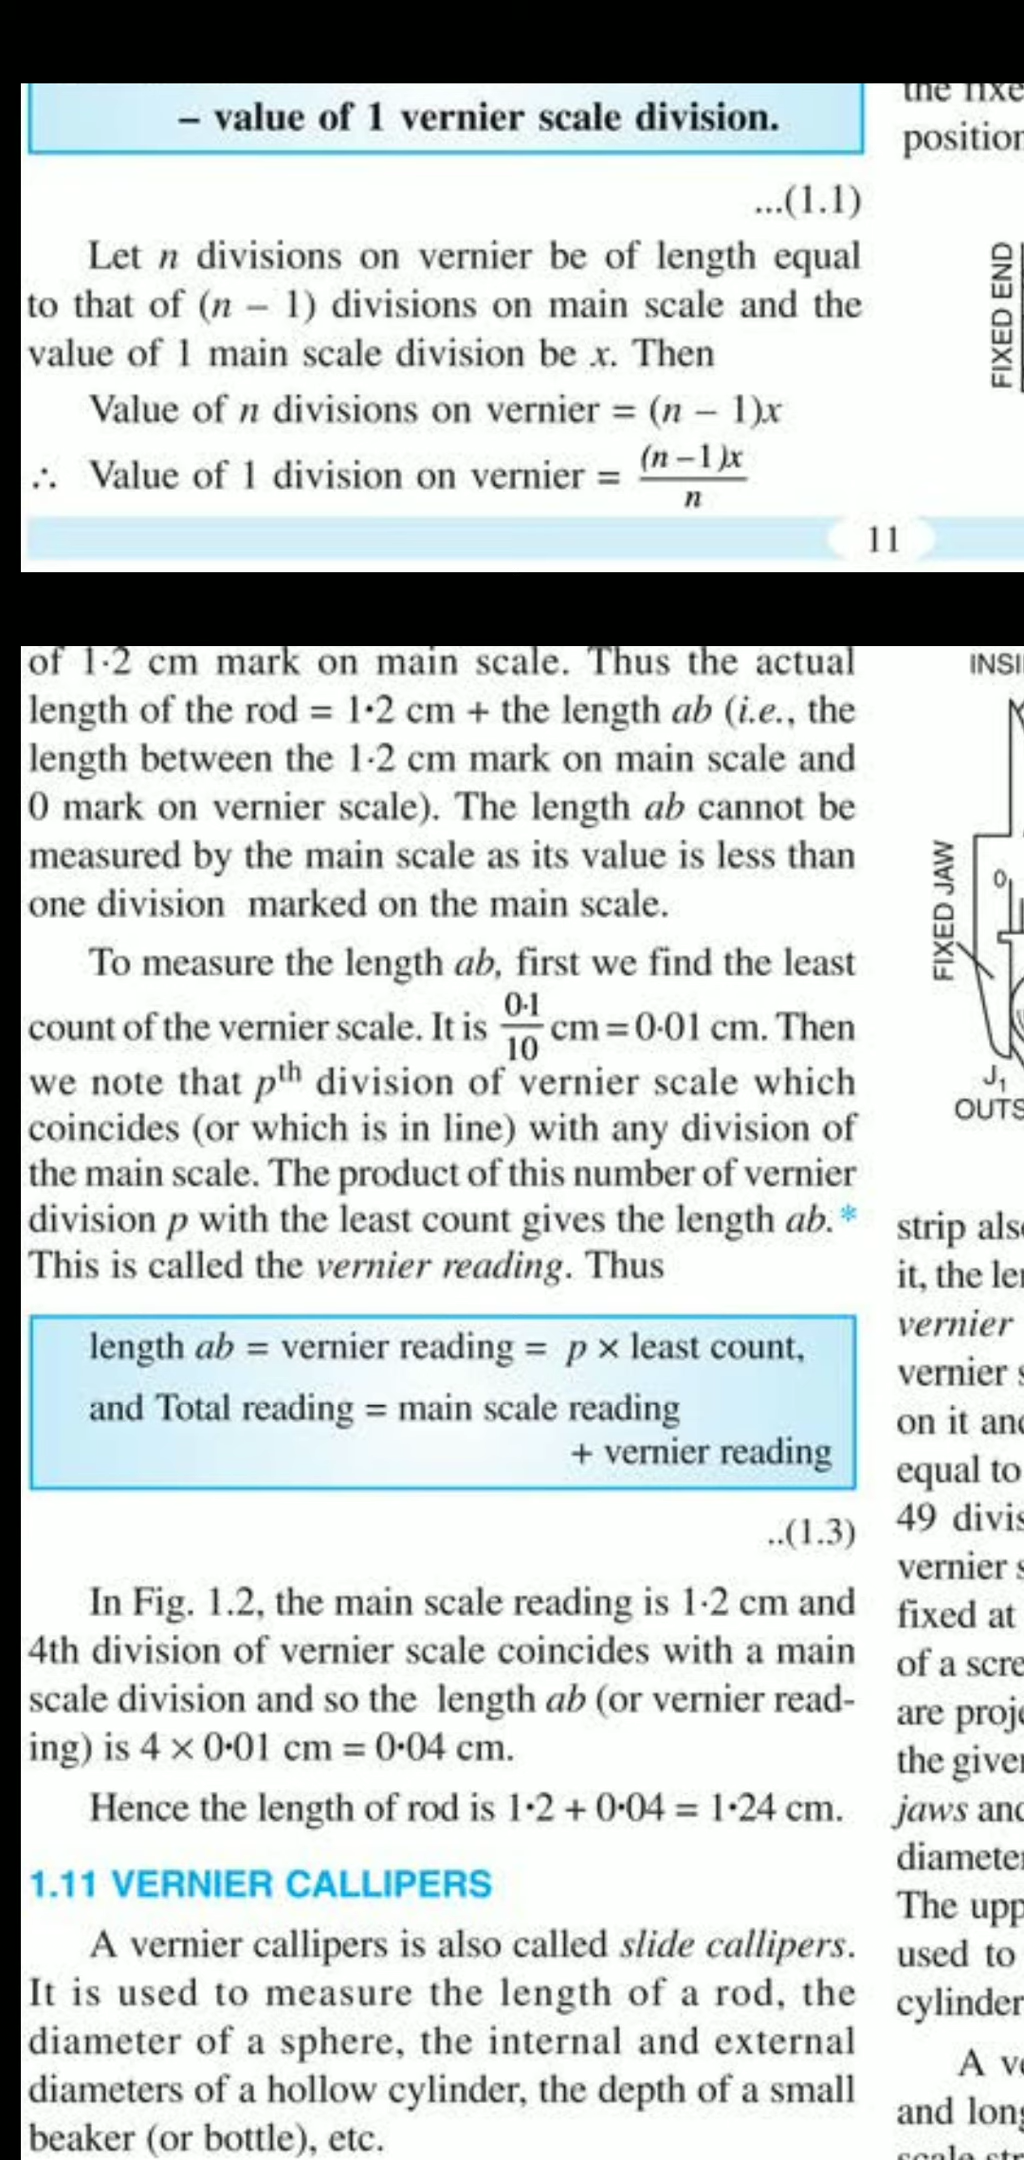 – value of 1 vernier scale division.
...(1.1)
Let n divisions on vernier be of length equal
to that of (n – 1) divisions on main scale and the
value of 1 main scale division be x. Then
Value of n divisions on vernier = (n – 1)x
∴ Value of 1 division on vernier = (n –1)x / n
11
of 1·2 cm mark on main scale. Thus the actual
length of the rod = 1·2 cm + the length ab (i.e., the
length between the 1·2 cm mark on main scale and
0 mark on vernier scale). The length ab cannot be
measured by the main scale as its value is less than
one division marked on the main scale.
To measure the length ab, first we find the least
count of the vernier scale. It is 0·1/10 cm = 0·01 cm. Then
we note that pth division of vernier scale which
coincides (or which is in line) with any division of
the main scale. The product of this number of vernier
division p with the least count gives the length ab.*
This is called the vernier reading. Thus
length ab = vernier reading = p × least count,
and Total reading = main scale reading
+ vernier reading
..(1.3)
In Fig. 1.2, the main scale reading is 1·2 cm and
4th division of vernier scale coincides with a main
scale division and so the length ab (or vernier read-
ing) is 4 × 0·01 cm = 0·04 cm.
Hence the length of rod is 1·2 + 0·04 = 1·24 cm.
1.11 VERNIER CALLIPERS
A vernier callipers is also called slide callipers.
It is used to measure the length of a rod, the
diameter of a sphere, the internal and external
diameters of a hollow cylinder, the depth of a small
beaker (or bottle), etc.
the
position
FIXED END
FIXED JAW
0
J1
strip
it, the
vernier
vernier
on it
equal to
49
vernier
fixed at
of a
are
the
jaws
The
used to
cylinder
A
and